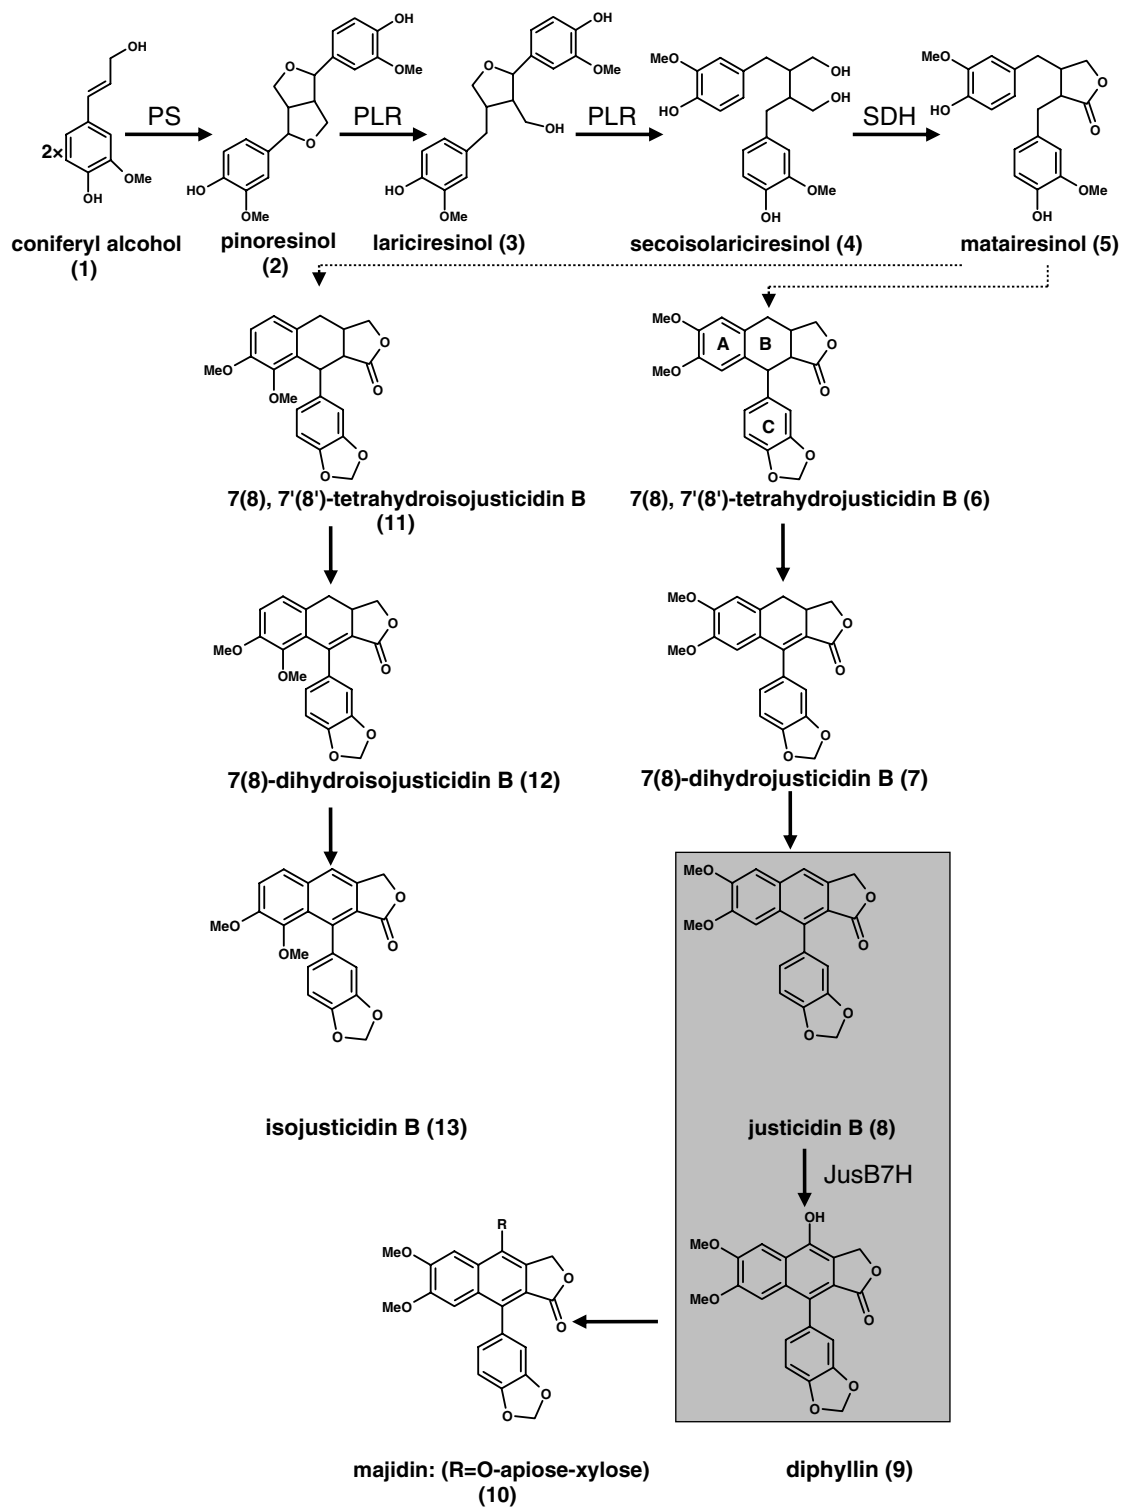 OH
2×
OMe
OH
coniferyl alcohol
(1)
PS
OH
OMe
O
O
HO
OMe
pinoresinol
(2)
PLR
OH
OMe
O
OH
HO
OMe
lariciresinol (3)
PLR
MeO
HO
OH
OH
OMe
OH
secoisolariciresinol (4)
SDH
MeO
HO
O
O
OMe
OH
matairesinol (5)
MeO
OMe
O
O
O
O
7(8), 7'(8')-tetrahydroisojusticidin B
(11)
MeO
MeO
A
B
C
O
O
O
O
7(8), 7'(8')-tetrahydrojusticidin B (6)
MeO
OMe
O
O
O
O
7(8)-dihydroisojusticidin B (12)
MeO
MeO
O
O
O
O
7(8)-dihydrojusticidin B (7)
MeO
OMe
O
O
O
O
isojusticidin B (13)
MeO
MeO
O
O
O
O
justicidin B (8)
JusB7H
R
MeO
MeO
O
O
O
O
majidin: (R=O-apiose-xylose)
(10)
OH
MeO
MeO
O
O
O
O
diphyllin (9)